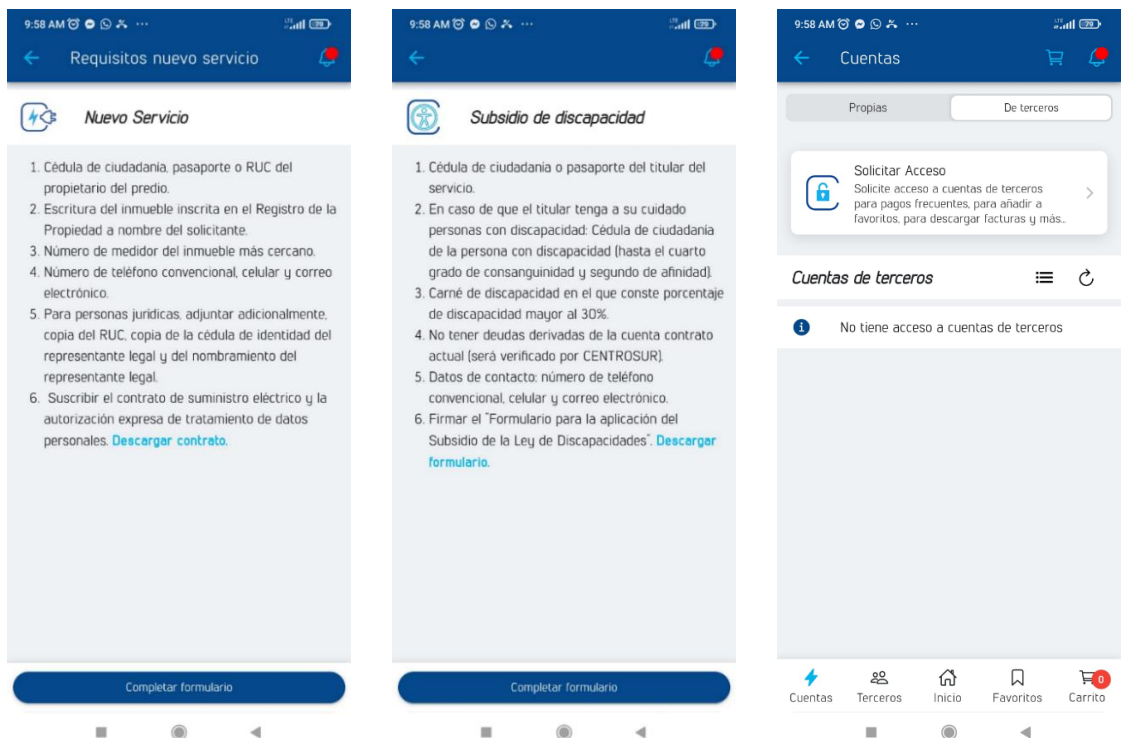 9:58 AM
79
Requisitos nuevo servicio
Nuevo Servicio
1. Cédula de ciudadanía, pasaporte o RUC del
propietario del predio.
2. Escritura del inmueble inscrita en el Registro de la
Propiedad a nombre del solicitante.
3. Número de medidor del inmueble más cercano.
4. Número de teléfono convencional, celular y correo
electrónico.
5. Para personas jurídicas, adjuntar adicionalmente,
copia del RUC, copia de la cédula de identidad del
representante legal y del nombramiento del
representante legal.
6. Suscribir el contrato de suministro eléctrico y la
autorización expresa de tratamiento de datos
personales. Descargar contrato.
Completar formulario
9:58 AM
79
Subsidio de discapacidad
1. Cédula de ciudadanía o pasaporte del titular del
servicio.
2. En caso de que el titular tenga a su cuidado
personas con discapacidad: Cédula de ciudadanía
de la persona con discapacidad (hasta el cuarto
grado de consanguinidad y segundo de afinidad).
3. Carné de discapacidad en el que conste porcentaje
de discapacidad mayor al 30%.
4. No tener deudas derivadas de la cuenta contrato
actual (será verificado por CENTROSUR).
5. Datos de contacto: número de teléfono
convencional, celular y correo electrónico.
6. Firmar el "Formulario para la aplicación del
Subsidio de la Ley de Discapacidades". Descargar
formulario.
Completar formulario
9:58 AM
79
Cuentas
Propias
De terceros
Solicitar Acceso
Solicite acceso a cuentas de terceros
para pagos frecuentes, para añadir a
favoritos, para descargar facturas y más...
Cuentas de terceros
No tiene acceso a cuentas de terceros
0
Cuentas Terceros Inicio Favoritos Carrito